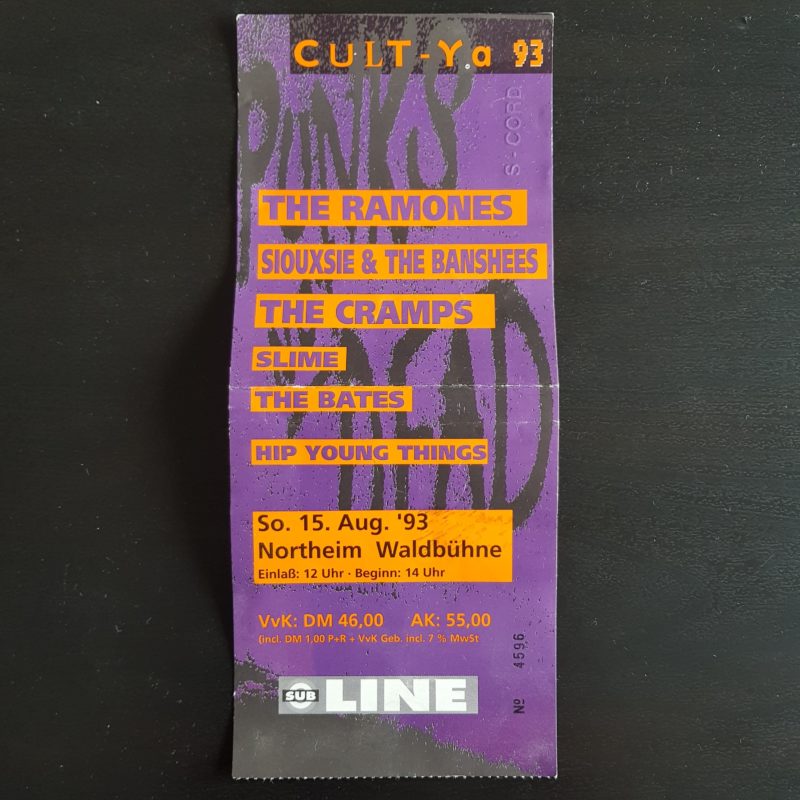 CULT-Ya 93
S-CORD
PUNKS
THE RAMONES
SIOUXSIE & THE BANSHEES
THE CRAMPS
SLIME
THE BATES
HIP YOUNG THINGS
DEAD
So. 15. Aug. '93
Northeim Waldbühne
Einlaß: 12 Uhr · Beginn: 14 Uhr
VvK: DM 46,00 AK: 55,00
(incl. DM 1,00 P+R + VvK Geb. incl. 7 % MwSt
Nº 4596
SUB LINE